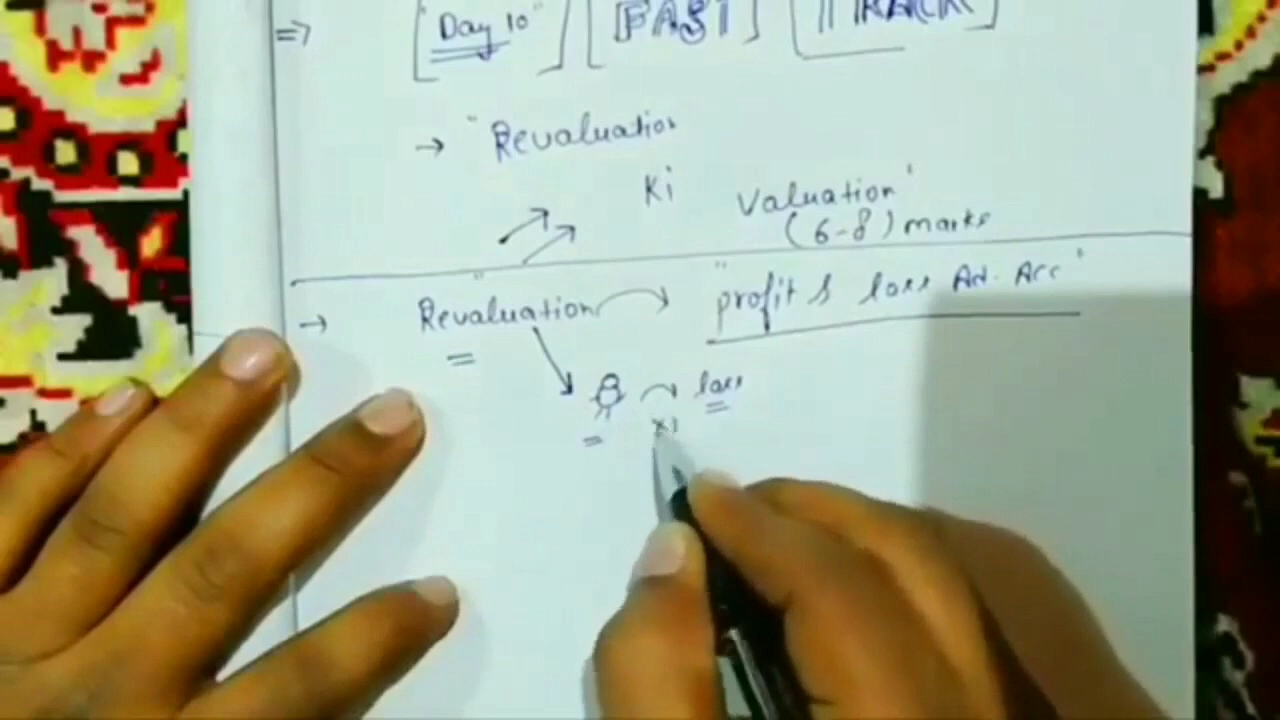 ⇒ [Day 10"] [FAST] [TRACK]
→ "Revaluation
Ki Valuation'
(6-8) marks
→ Revaluation" → "profit & loss Ad. Acc"
loss